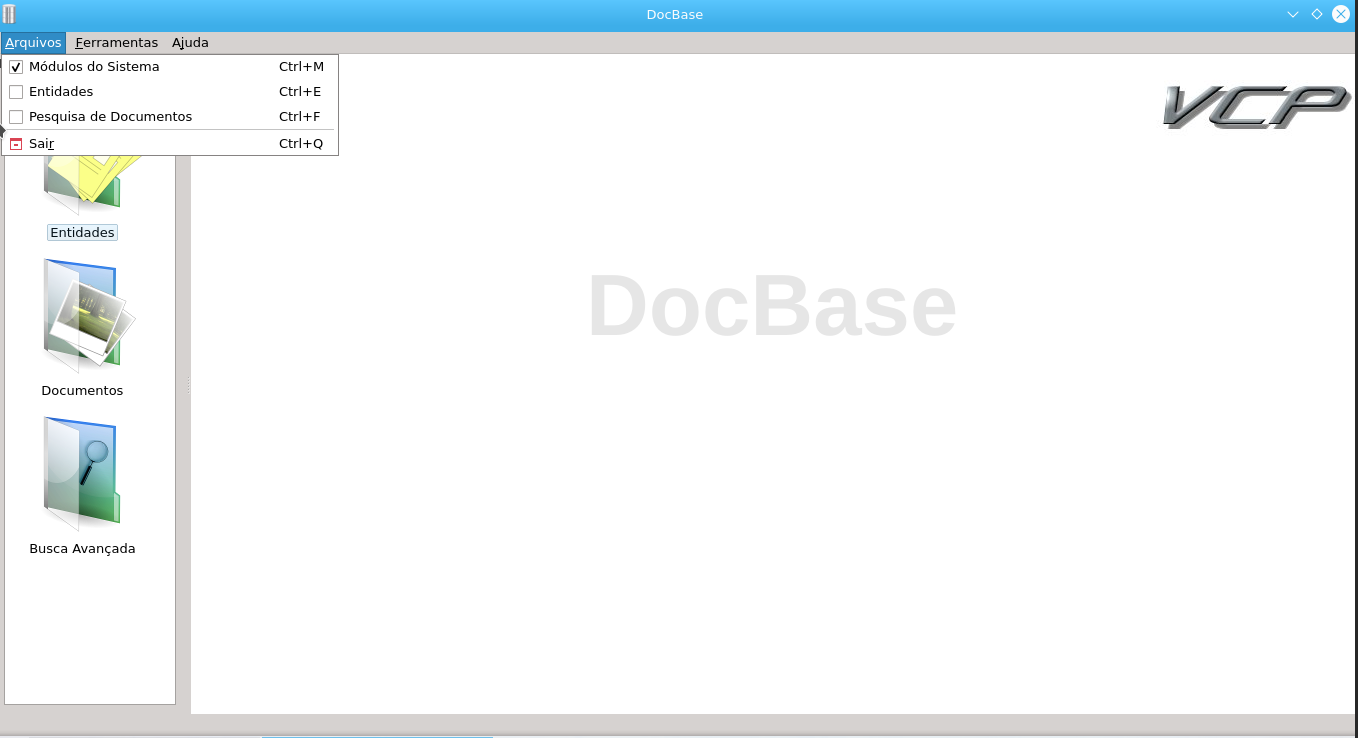 DocBase
Arquivos Ferramentas Ajuda
Módulos do Sistema Ctrl+M
Entidades Ctrl+E
Pesquisa de Documentos Ctrl+F
Sair Ctrl+Q
VCP
Entidades
DocBase
Documentos
Busca Avançada